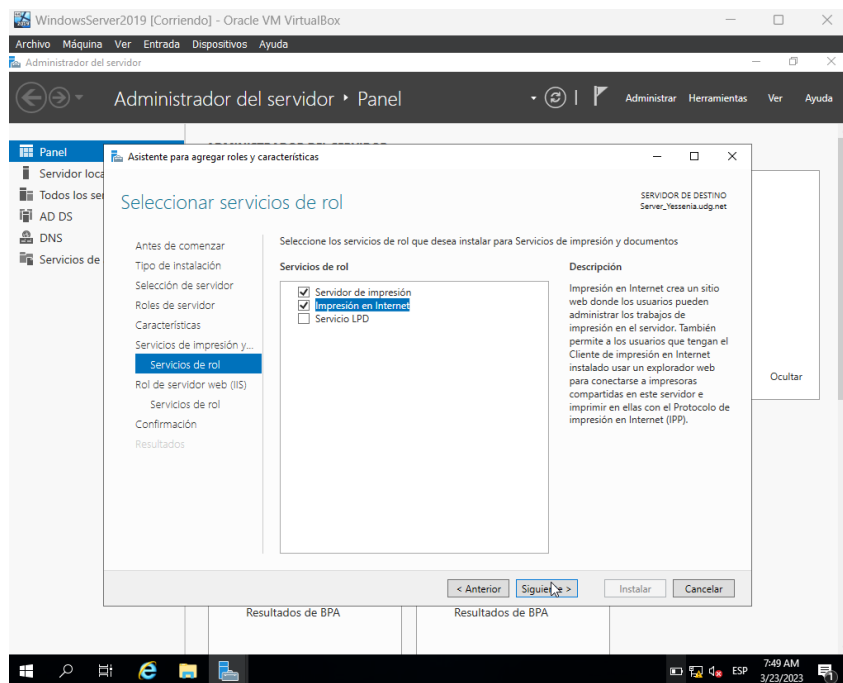 WindowsServer2019 [Corriendo] - Oracle VM VirtualBox
Archivo Máquina Ver Entrada Dispositivos Ayuda
Administrador del servidor
Administrador del servidor ‣ Panel
Administrar Herramientas Ver Ayuda
Panel
Servidor loca
Todos los ser
AD DS
DNS
Servicios de
Asistente para agregar roles y características
Seleccionar servicios de rol
SERVIDOR DE DESTINO
Server_Yessenia.udg.net
Antes de comenzar
Tipo de instalación
Selección de servidor
Roles de servidor
Características
Servicios de impresión y...
Servicios de rol
Rol de servidor web (IIS)
Servicios de rol
Confirmación
Resultados
Seleccione los servicios de rol que desea instalar para Servicios de impresión y documentos
Servicios de rol
Servidor de impresión
Impresión en Internet
Servicio LPD
Descripción
Impresión en Internet crea un sitio
web donde los usuarios pueden
administrar los trabajos de
impresión en el servidor. También
permite a los usuarios que tengan el
Cliente de impresión en Internet
instalado usar un explorador web
para conectarse a impresoras
compartidas en este servidor e
imprimir en ellas con el Protocolo de
impresión en Internet (IPP).
Ocultar
< Anterior Siguiente > Instalar Cancelar
Resultados de BPA Resultados de BPA
ESP
7:49 AM
3/23/2023
1